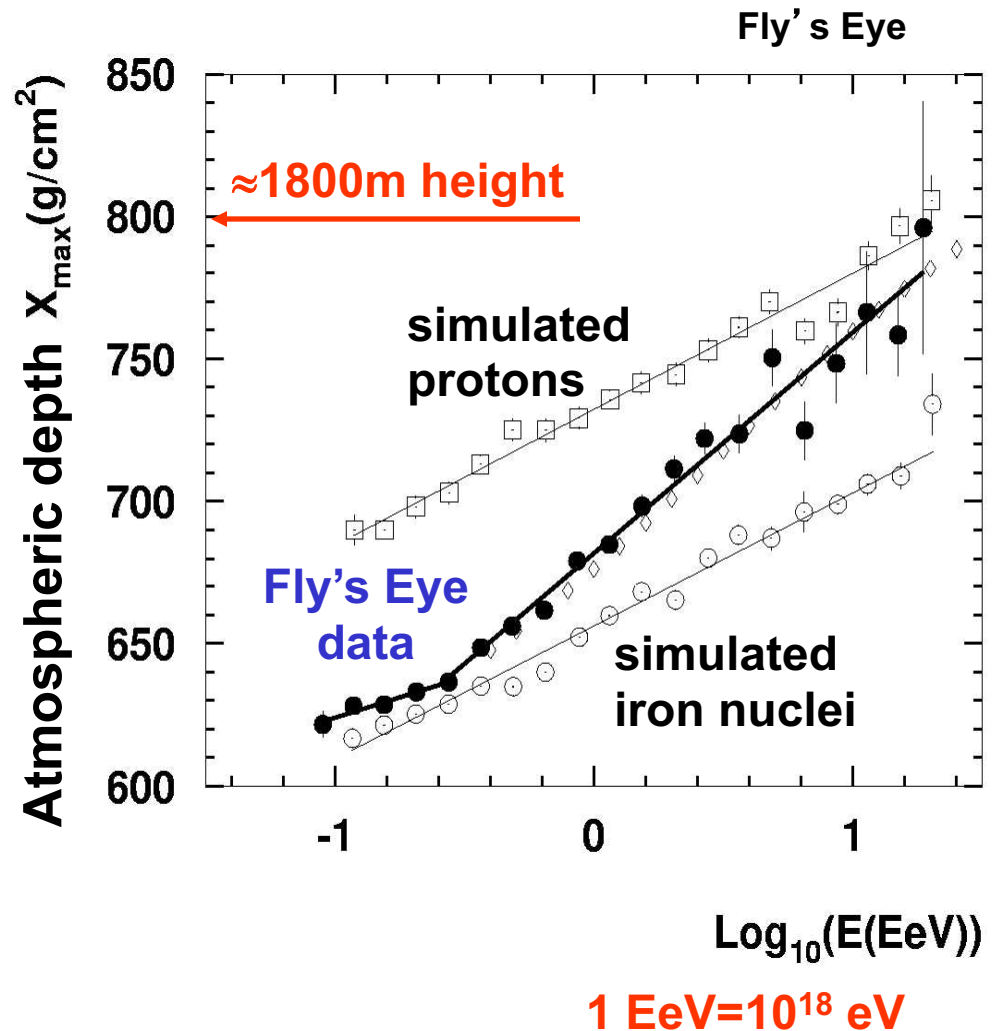 Fly's Eye
Atmospheric depth X_max(g/cm²)
850
800
750
700
650
600
≈1800m height
simulated
protons
Fly's Eye
data
simulated
iron nuclei
-1 0 1
Log₁₀(E(EeV))
1 EeV=10¹⁸ eV